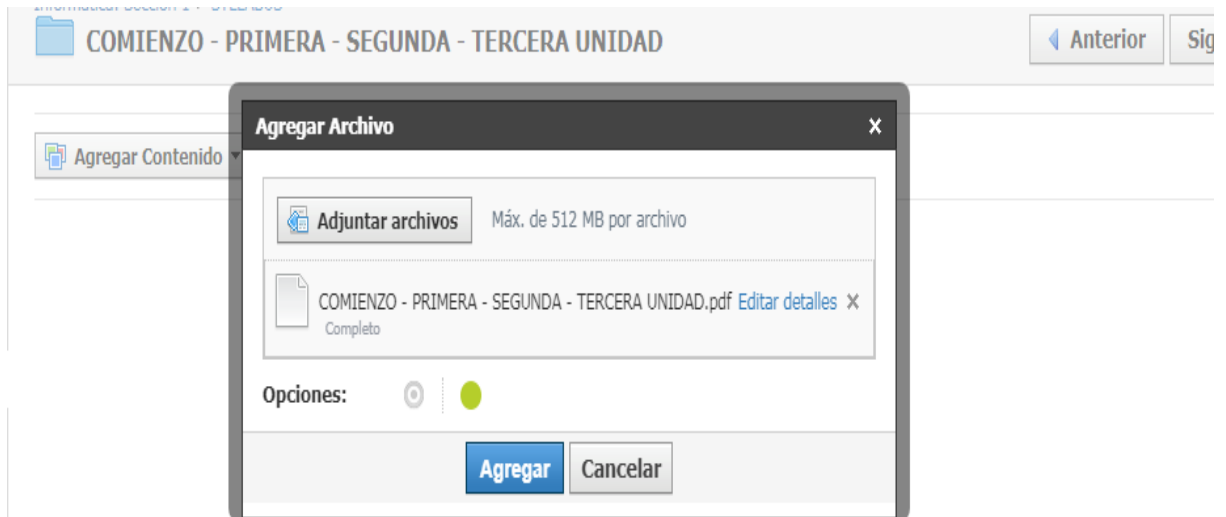 COMIENZO - PRIMERA - SEGUNDA - TERCERA UNIDAD
Anterior
Sig
Agregar Archivo
x
Agregar Contenido
Adjuntar archivos
Máx. de 512 MB por archivo
COMIENZO - PRIMERA - SEGUNDA - TERCERA UNIDAD.pdf Editar detalles x
Completo
Opciones:
Agregar
Cancelar